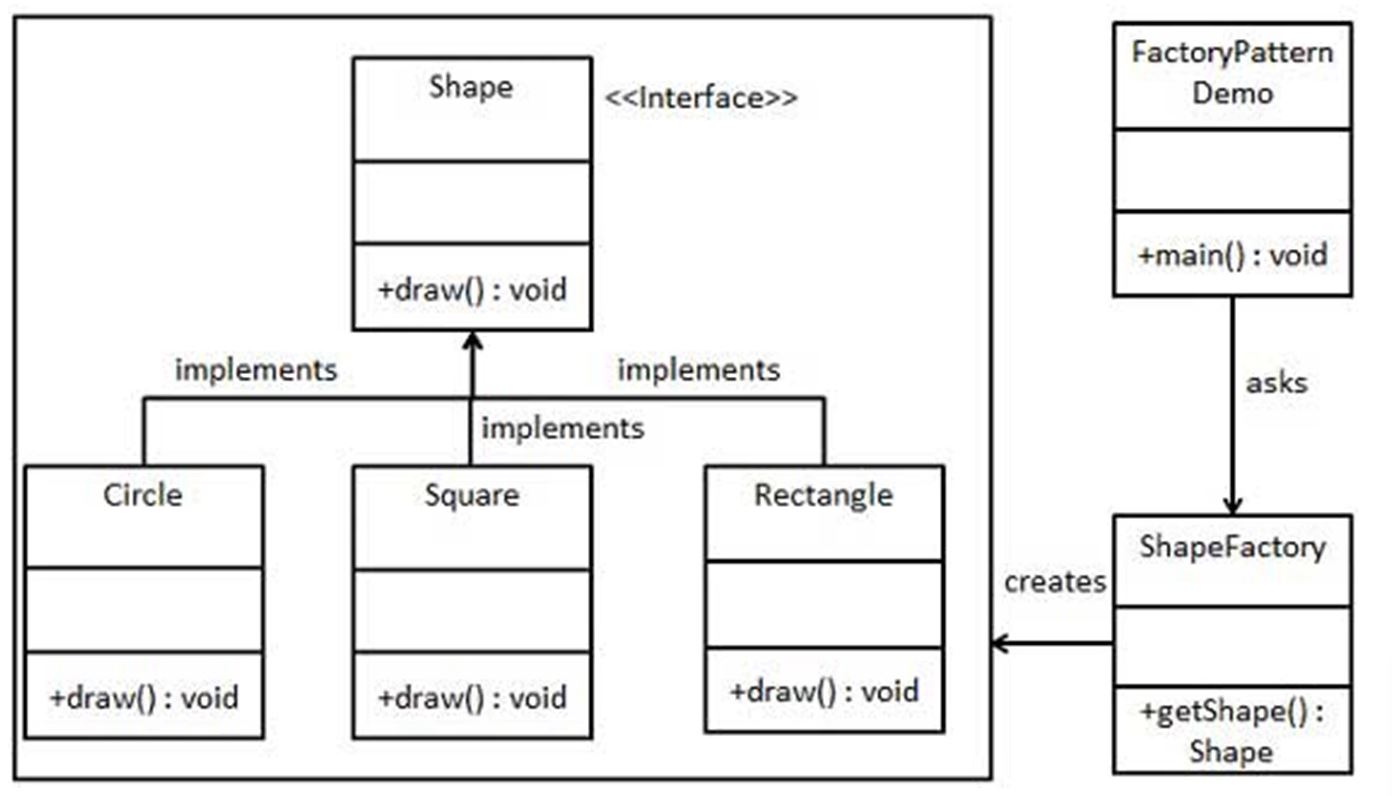 Shape
<<Interface>>
+draw() : void
implements
implements
implements
Circle
+draw() : void
Square
+draw() : void
Rectangle
+draw() : void
FactoryPattern
Demo
+main() : void
asks
ShapeFactory
+getShape() :
Shape
creates